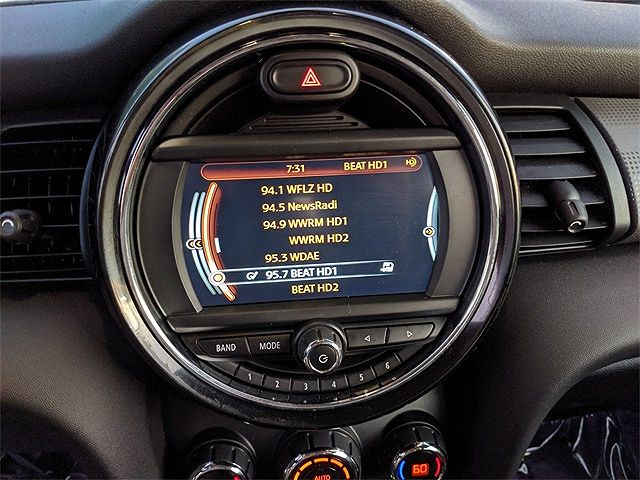 7:31 BEAT HD1 HD
94.1 WFLZ HD
94.5 NewsRadi
94.9 WWRM HD1
WWRM HD2
95.3 WDAE
95.7 BEAT HD1
BEAT HD2
BAND MODE
1 2 3 4 5 6
AUTO 60